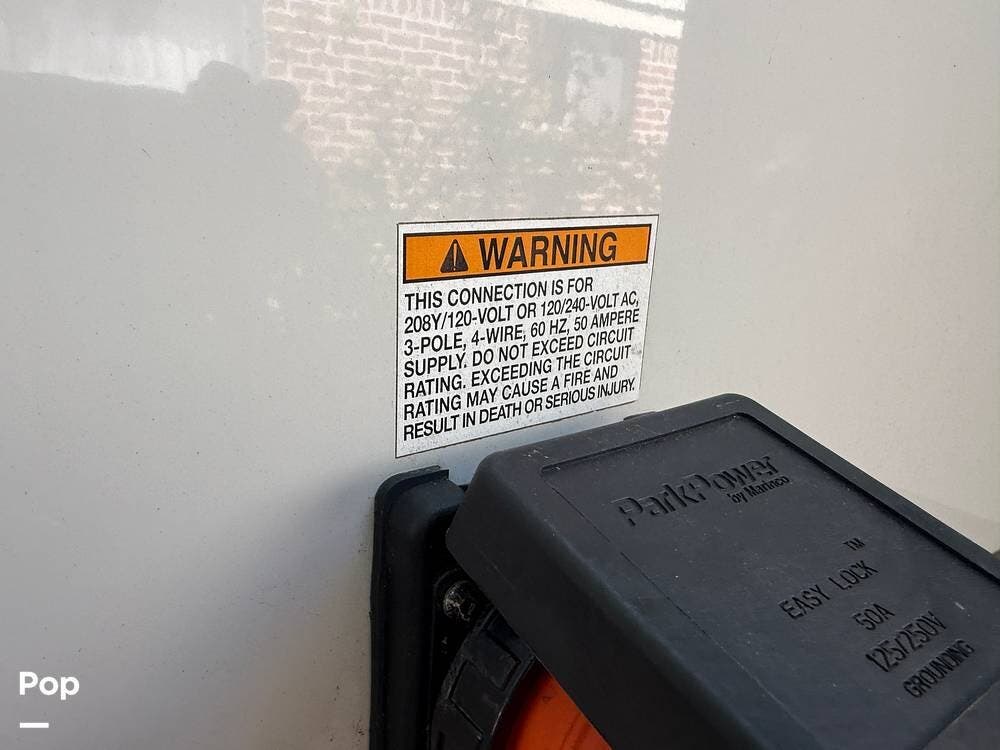 WARNING
THIS CONNECTION IS FOR
208Y/120-VOLT OR 120/240-VOLT AC,
3-POLE, 4-WIRE, 60 HZ, 50 AMPERE
SUPPLY. DO NOT EXCEED CIRCUIT
RATING. EXCEEDING THE CIRCUIT
RATING MAY CAUSE A FIRE AND
RESULT IN DEATH OR SERIOUS INJURY.
ParkPower
by Marinco
EASY LOCK™
50A
125/250V
GROUNDING
Pop